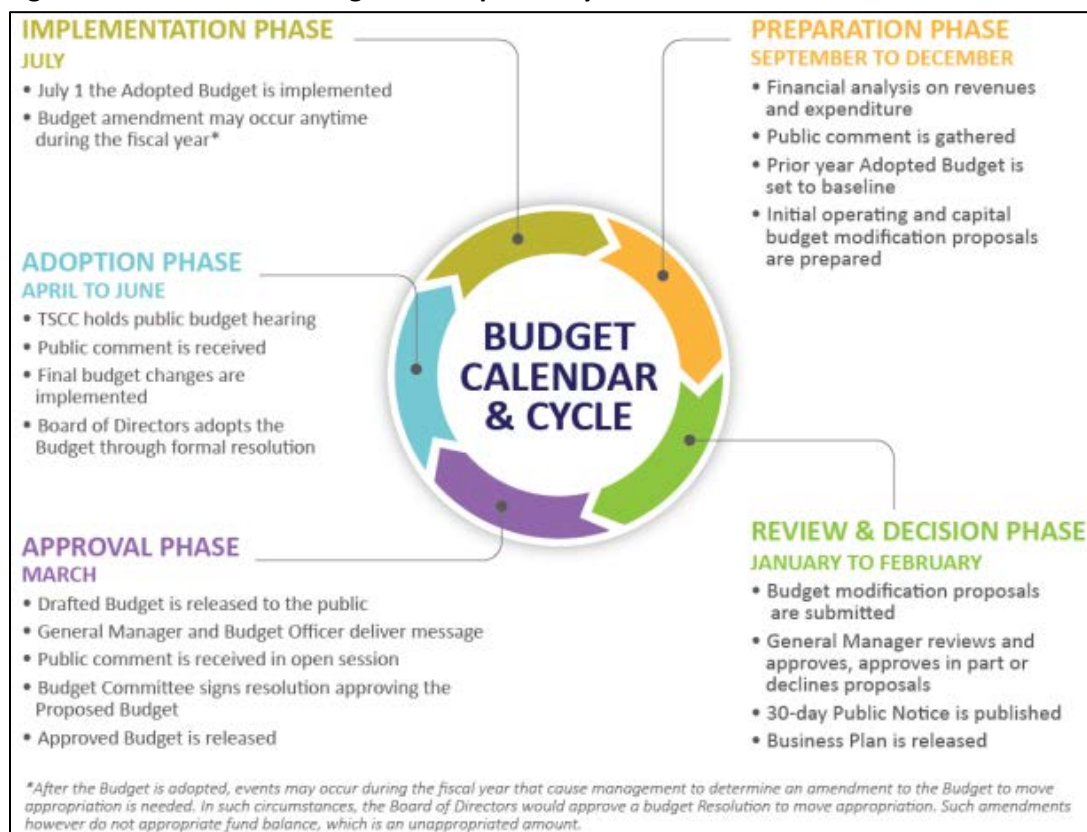 IMPLEMENTATION PHASE
JULY
• July 1 the Adopted Budget is implemented
• Budget amendment may occur anytime
during the fiscal year*
PREPARATION PHASE
SEPTEMBER TO DECEMBER
• Financial analysis on revenues
and expenditure
• Public comment is gathered
• Prior year Adopted Budget is
set to baseline
• Initial operating and capital
budget modification proposals
are prepared
ADOPTION PHASE
APRIL TO JUNE
• TSCC holds public budget hearing
• Public comment is received
• Final budget changes are
implemented
• Board of Directors adopts the
Budget through formal resolution
BUDGET
CALENDAR
& CYCLE
APPROVAL PHASE
MARCH
• Drafted Budget is released to the public
• General Manager and Budget Officer deliver message
• Public comment is received in open session
• Budget Committee signs resolution approving the
Proposed Budget
• Approved Budget is released
REVIEW & DECISION PHASE
JANUARY TO FEBRUARY
• Budget modification proposals
are submitted
• General Manager reviews and
approves, approves in part or
declines proposals
• 30-day Public Notice is published
• Business Plan is released
*After the Budget is adopted, events may occur during the fiscal year that cause management to determine an amendment to the Budget to move
appropriation is needed. In such circumstances, the Board of Directors would approve a budget Resolution to move appropriation. Such amendments
however do not appropriate fund balance, which is an unappropriated amount.